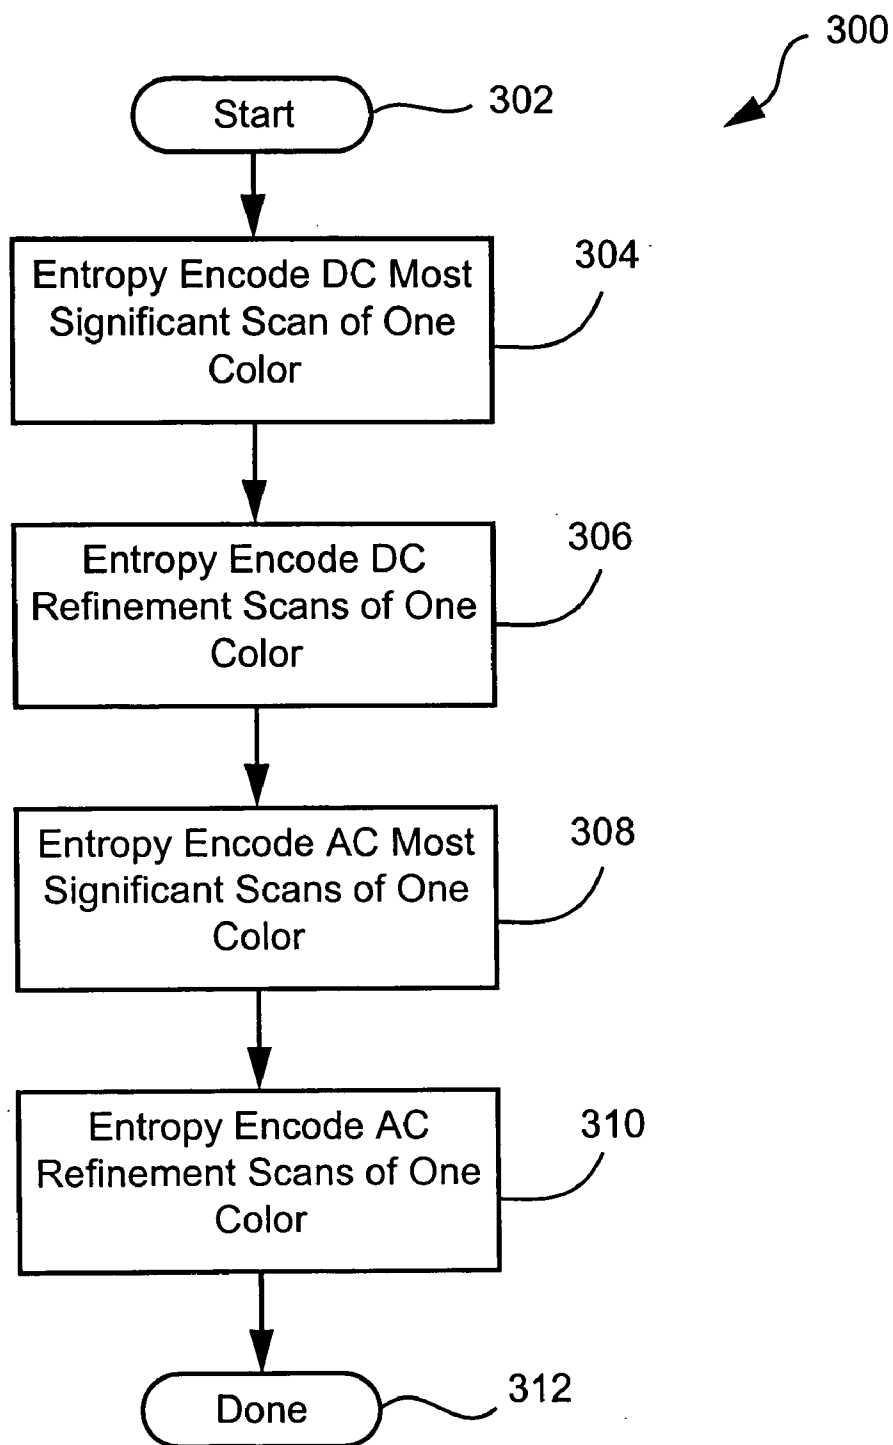 300
Start
302
Entropy Encode DC Most
Significant Scan of One
Color
304
Entropy Encode DC
Refinement Scans of One
Color
306
Entropy Encode AC Most
Significant Scans of One
Color
308
Entropy Encode AC
Refinement Scans of One
Color
310
Done
312